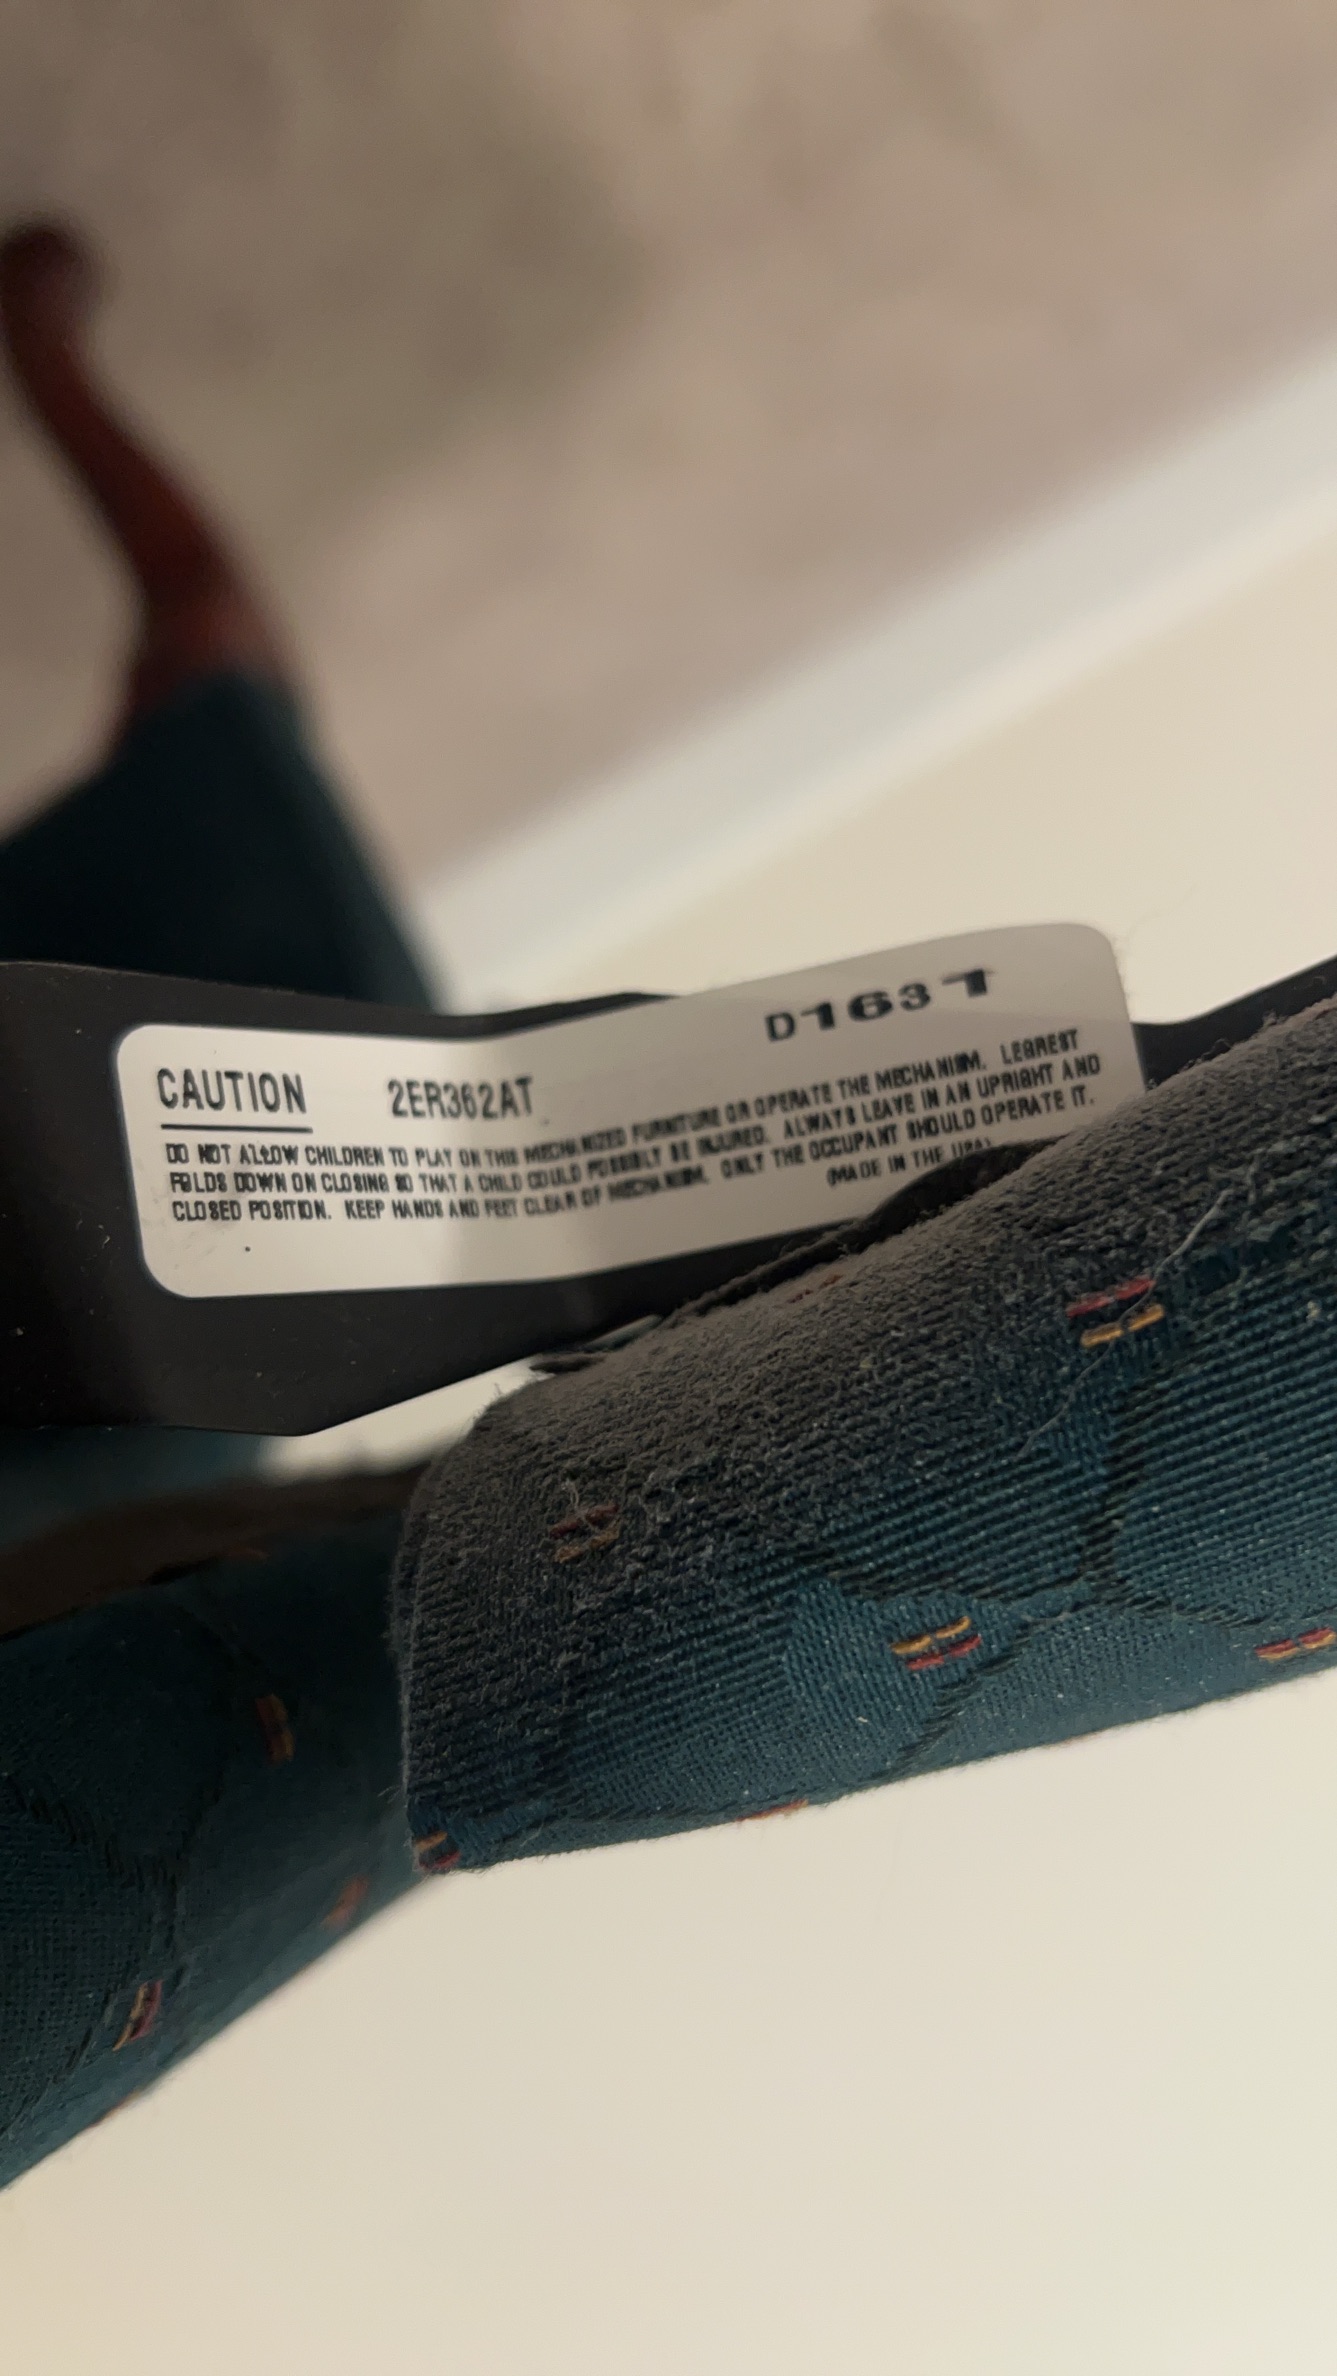 D1637
CAUTION 2ER362AT
DO NOT ALLOW CHILDREN TO PLAY ON THIS MECHANIZED FURNITURE OR OPERATE THE MECHANISM. LEGREST
FOLDS DOWN ON CLOSING SO THAT A CHILD COULD POSSIBLY BE INJURED. ALWAYS LEAVE IN AN UPRIGHT AND
CLOSED POSITION. KEEP HANDS AND FEET CLEAR OF MECHANISM. ONLY THE OCCUPANT SHOULD OPERATE IT.
(MADE IN THE USA)